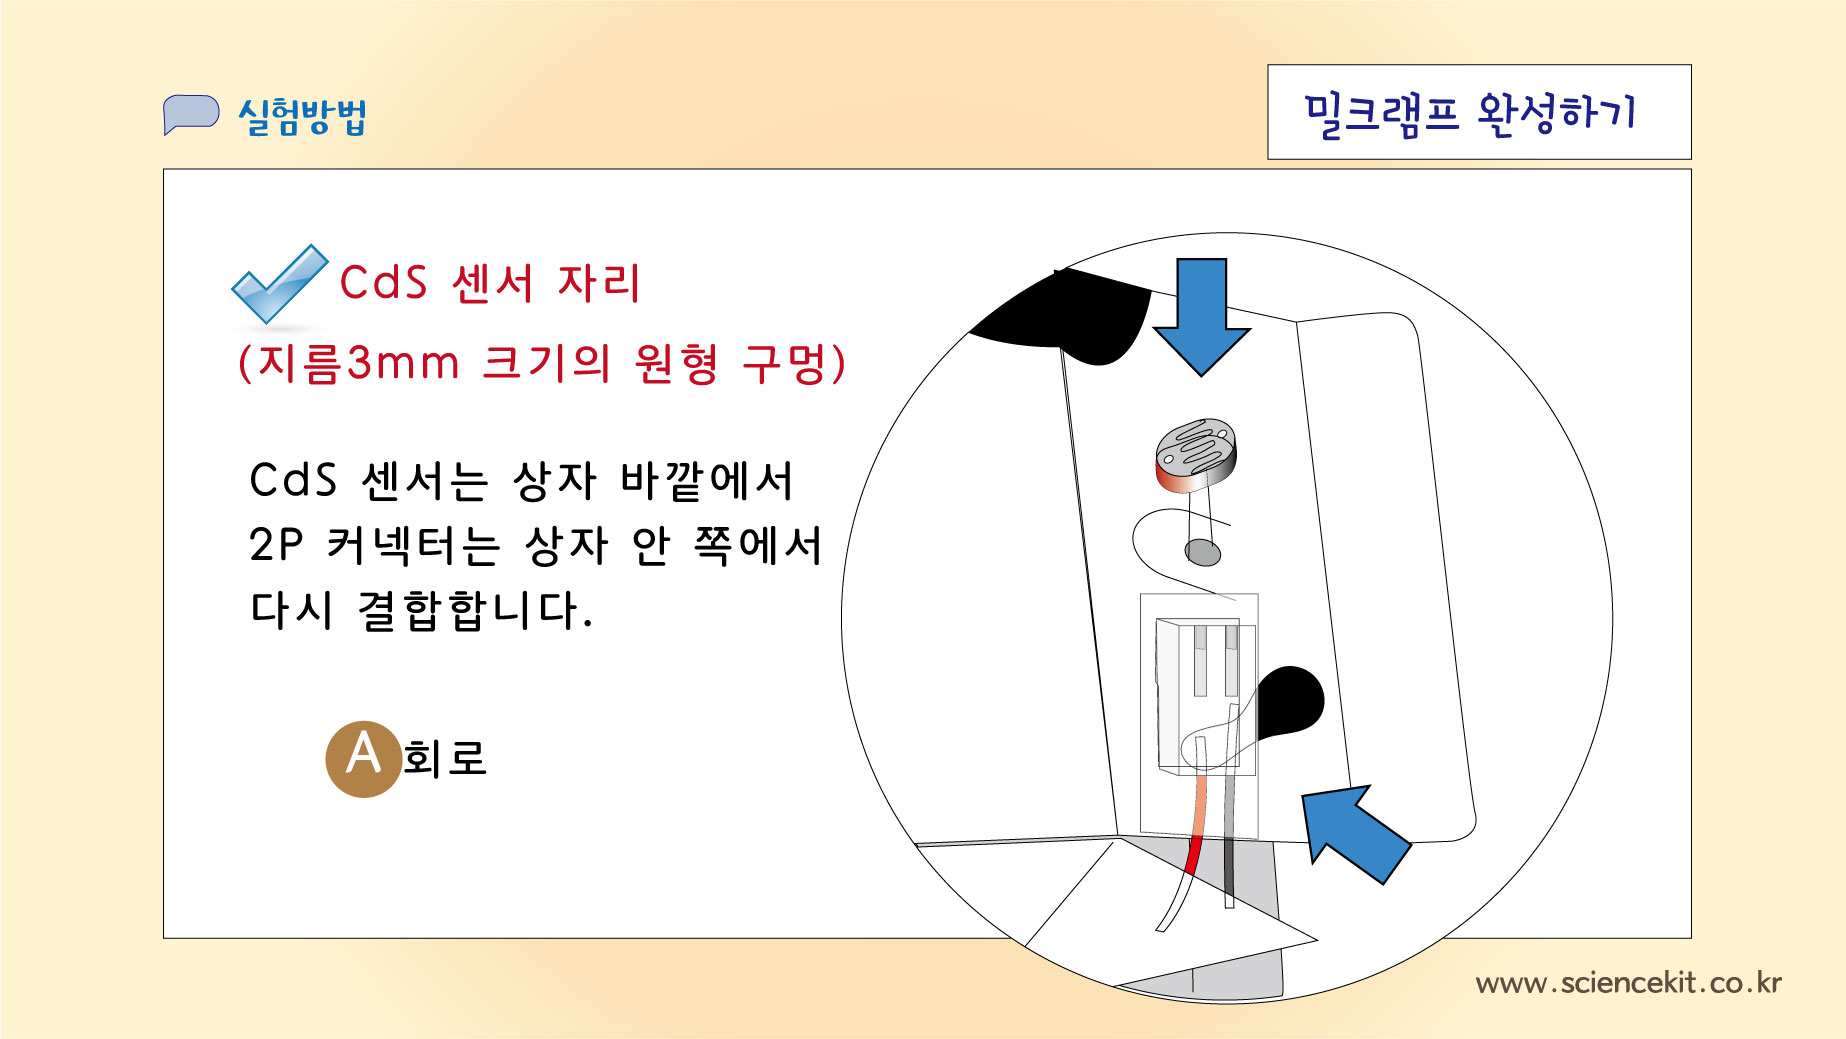 실험방법
밀크램프 완성하기
CdS 센서 자리
(지름3mm 크기의 원형 구멍)
CdS 센서는 상자 바깥에서
2P 커넥터는 상자 안 쪽에서
다시 결합합니다.
A 회로
www.sciencekit.co.kr